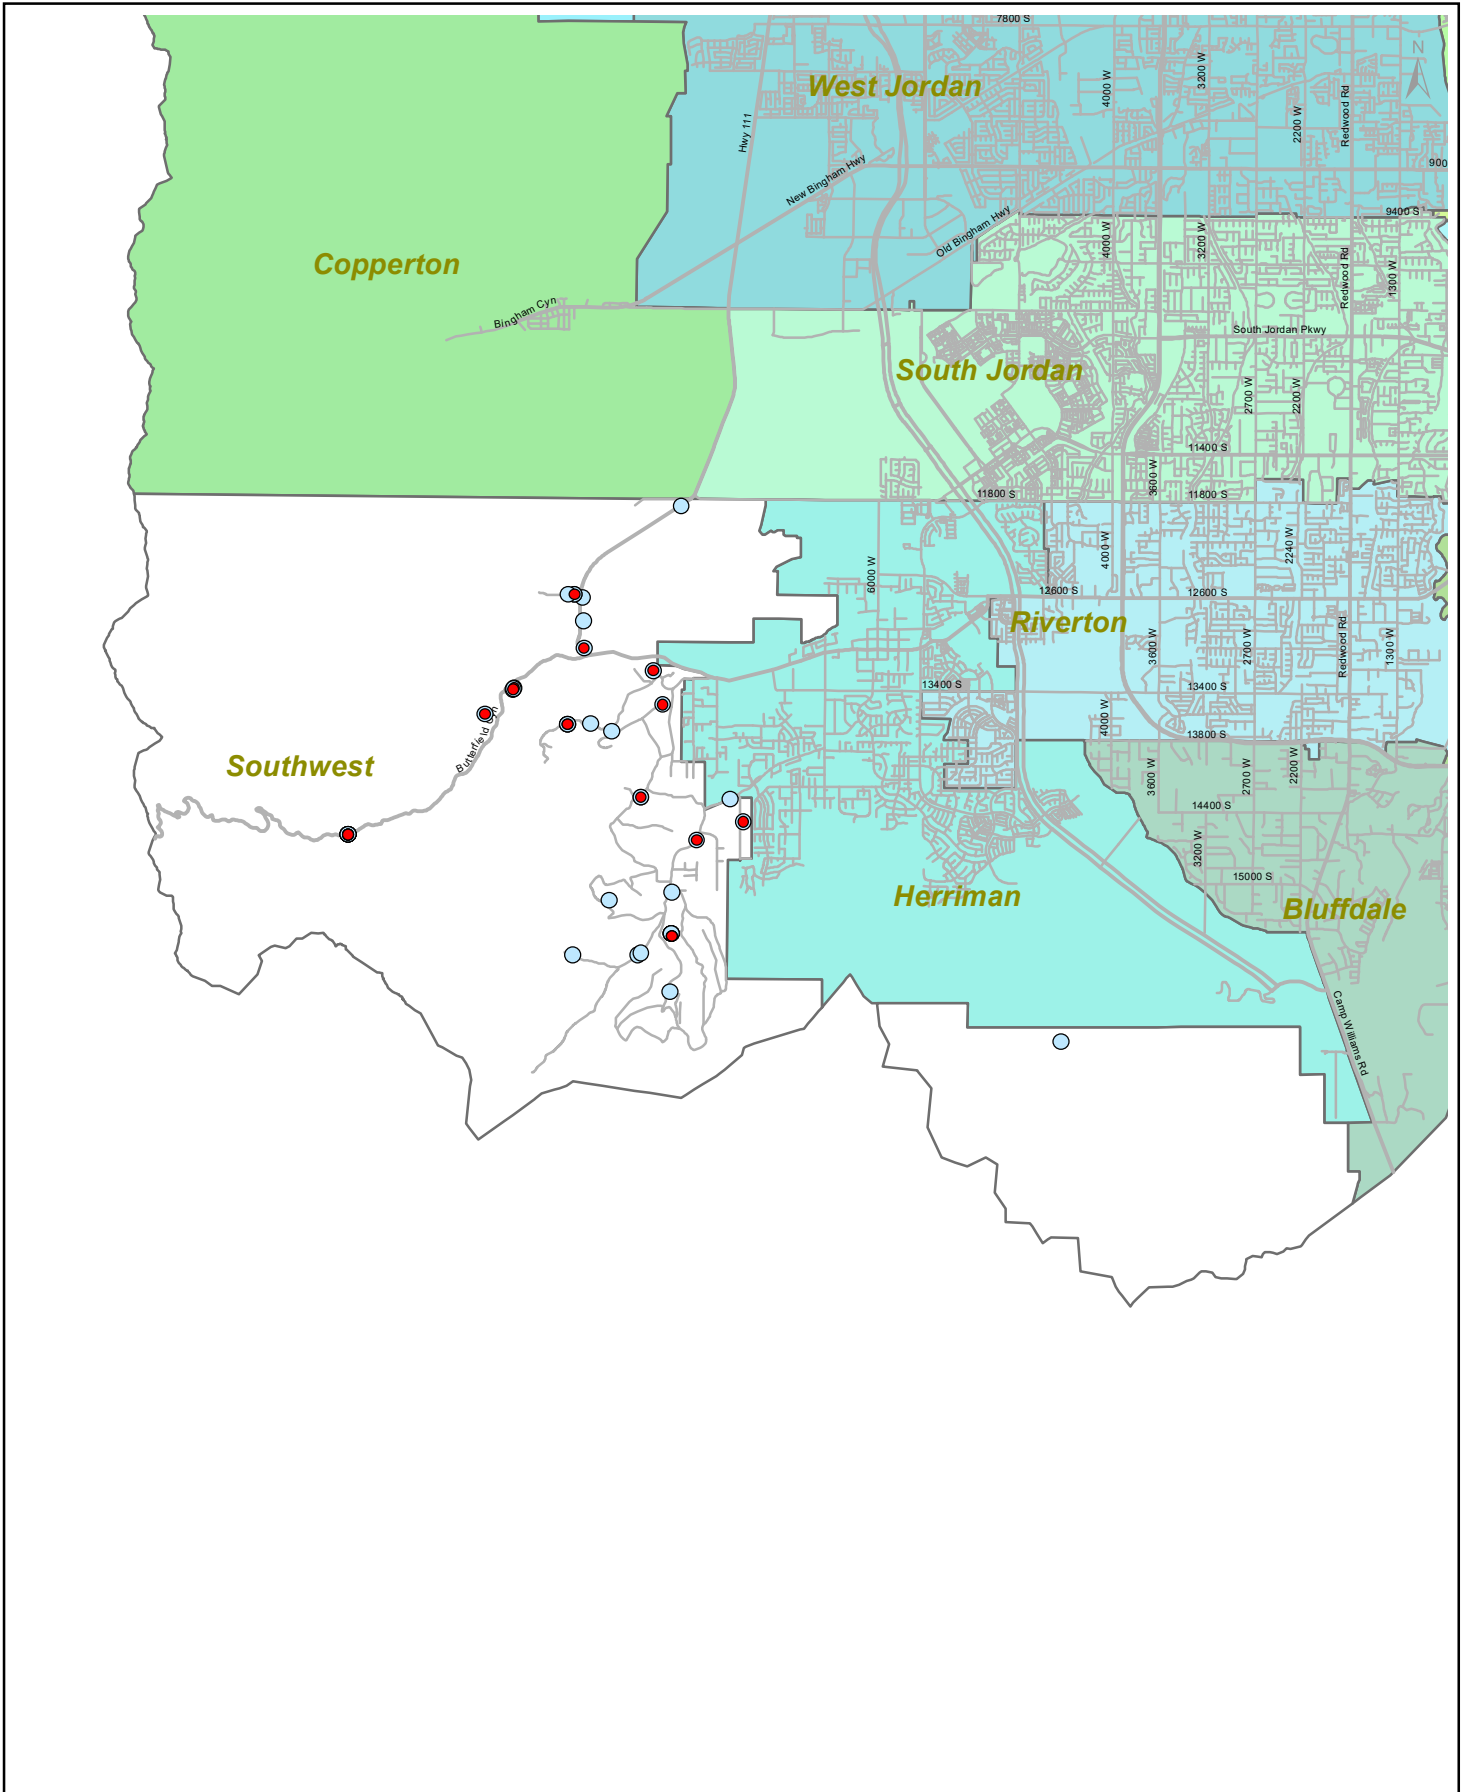 7800 S
N
West Jordan
4000 W
3200 W
2200 W
Redwood Rd
Hwy 111
New Bingham Hwy
900
Old Bingham Hwy
9400 S
Copperton
4000 W
3200 W
Redwood Rd
1300 W
Bingham Cyn
South Jordan Pkwy
South Jordan
2700 W
2200 W
11400 S
3600 W
11800 S
11800 S
6000 W
4000 W
2240 W
12600 S
12600 S
Riverton
3600 W
2700 W
Redwood Rd
1300 W
13400 S
13400 S
4000 W
13800 S
Butterfield Cyn
Southwest
3600 W
2700 W
2200 W
14400 S
3200 W
15000 S
Herriman
Bluffdale
Camp Williams Rd